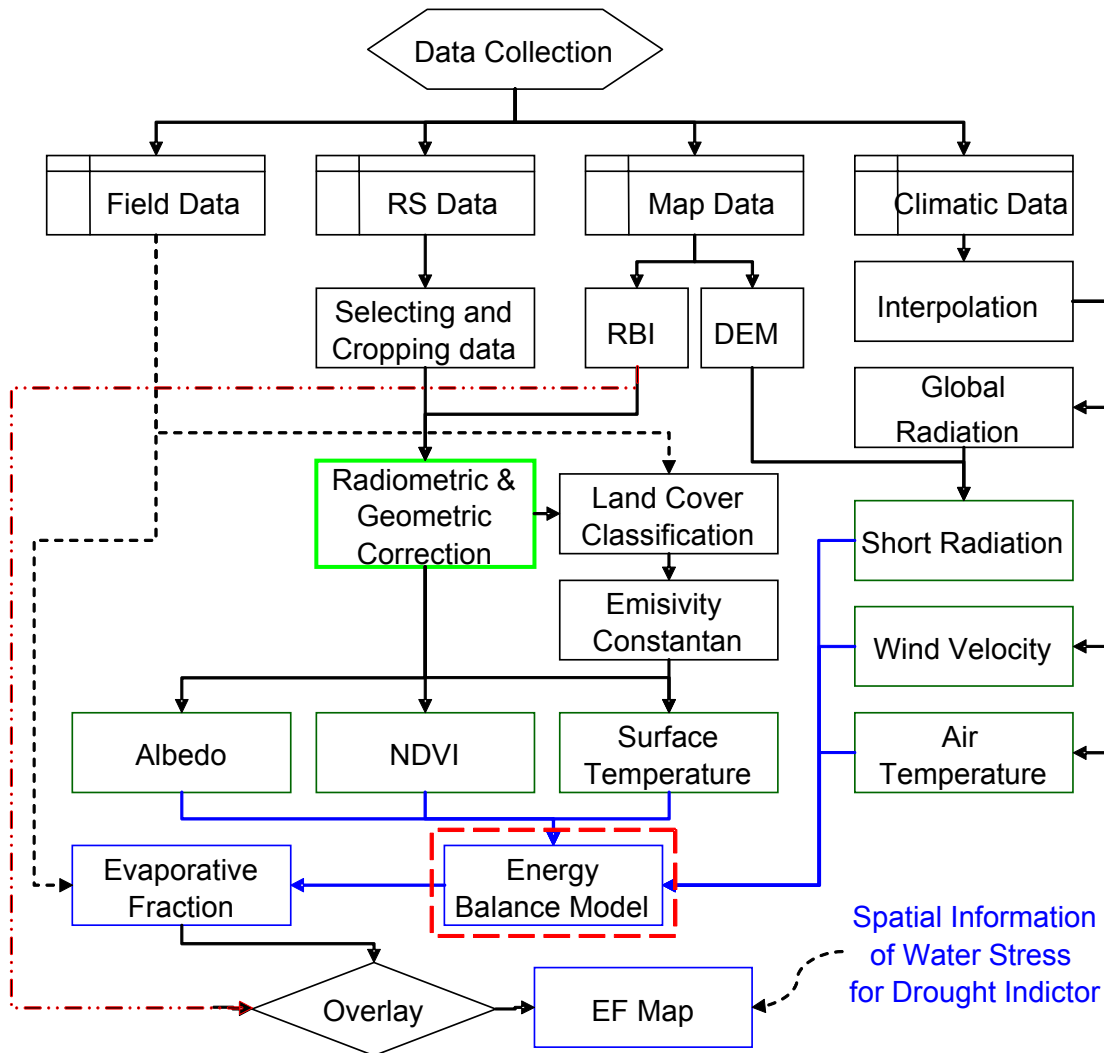 Data Collection
Field Data
RS Data
Map Data
Climatic Data
Selecting and
Cropping data
RBI
DEM
Interpolation
Global
Radiation
Radiometric &
Geometric
Correction
Land Cover
Classification
Short Radiation
Emisivity
Constantan
Wind Velocity
Albedo
NDVI
Surface
Temperature
Air
Temperature
Evaporative
Fraction
Energy
Balance Model
Spatial Information
of Water Stress
for Drought Indictor
Overlay
EF Map